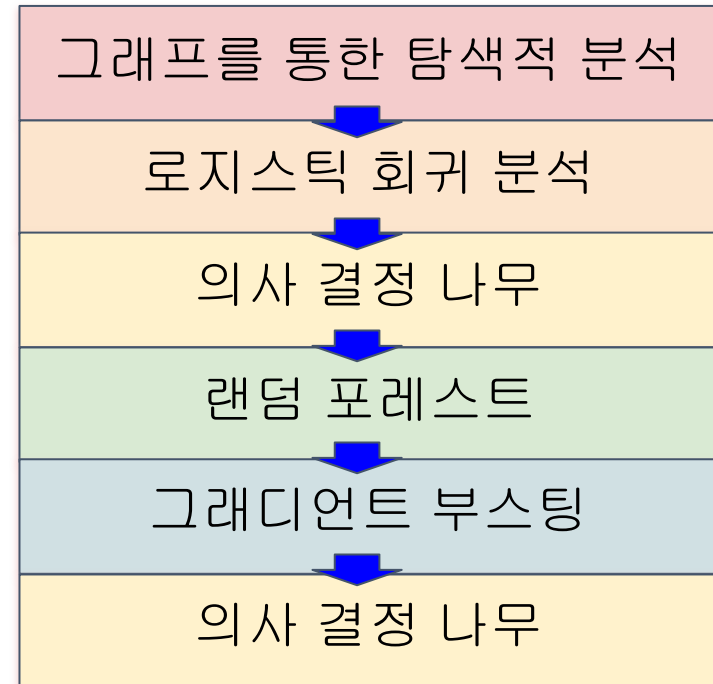 그래프를 통한 탐색적 분석
로지스틱 회귀 분석
의사 결정 나무
랜덤 포레스트
그래디언트 부스팅
의사 결정 나무